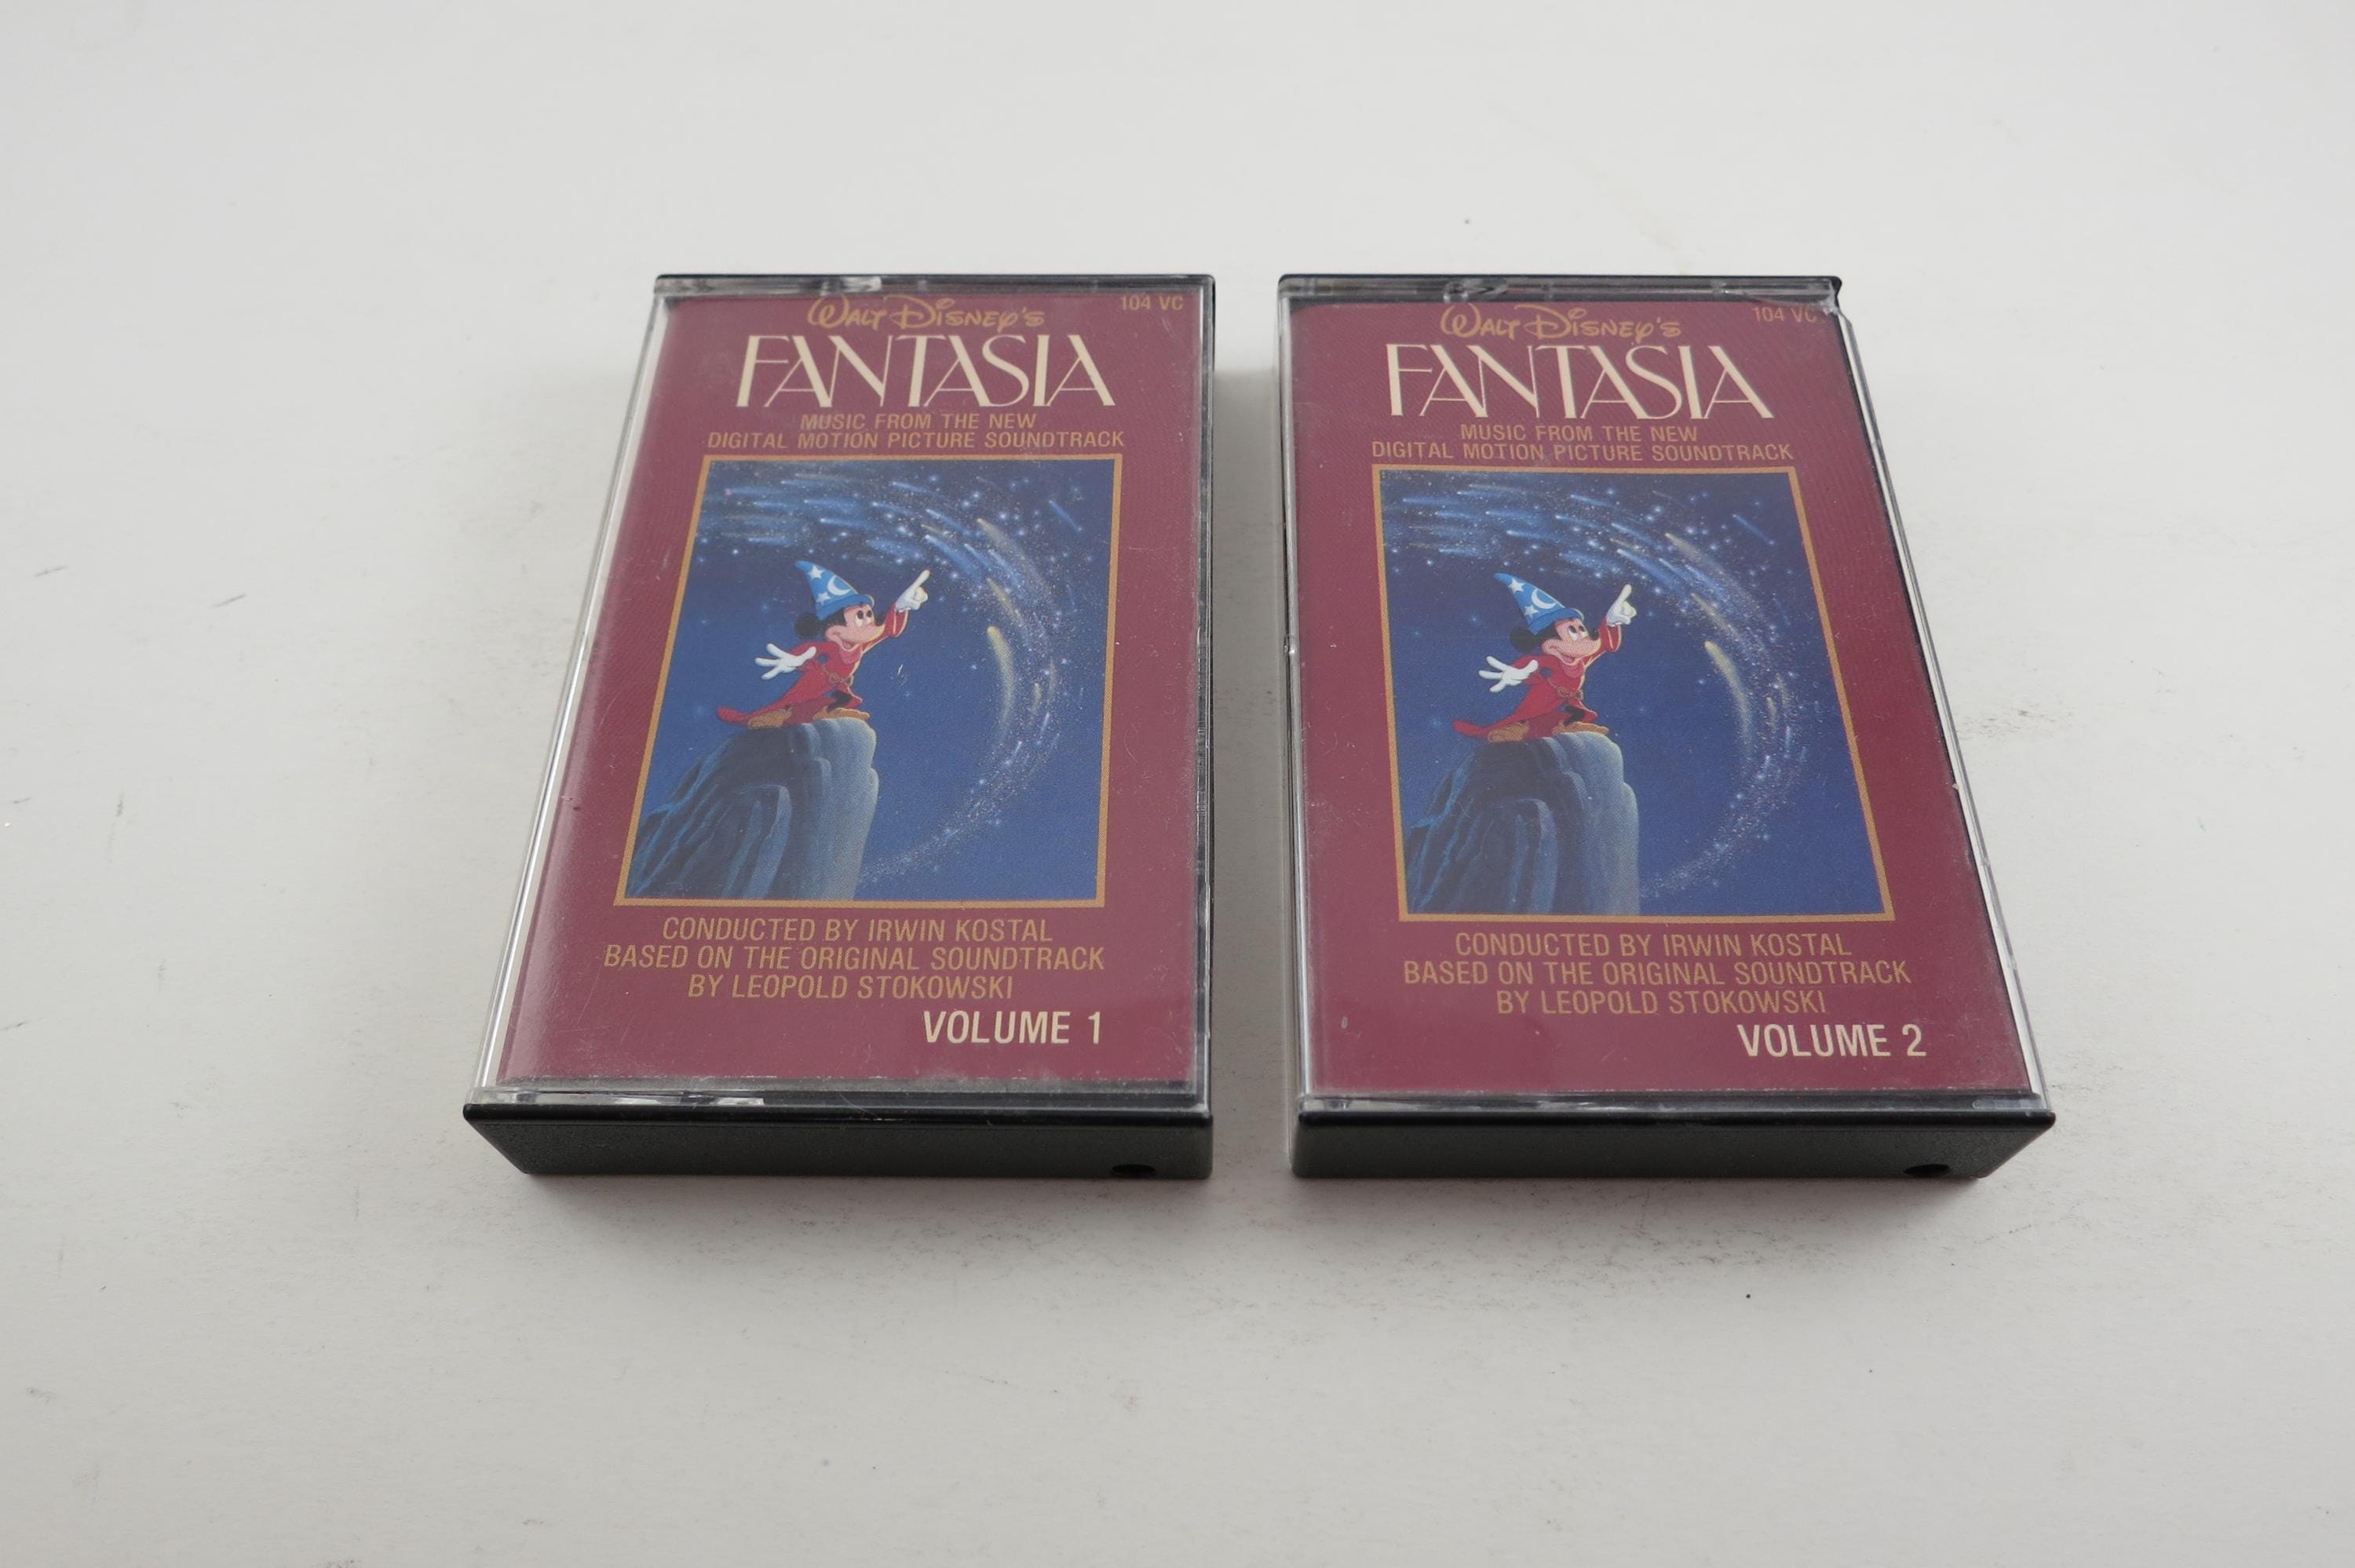 WALT DISNEY'S
104 VC
FANTASIA
MUSIC FROM THE NEW
DIGITAL MOTION PICTURE SOUNDTRACK
CONDUCTED BY IRWIN KOSTAL
BASED ON THE ORIGINAL SOUNDTRACK
BY LEOPOLD STOKOWSKI
VOLUME 1
WALT DISNEY'S
104 VC
FANTASIA
MUSIC FROM THE NEW
DIGITAL MOTION PICTURE SOUNDTRACK
CONDUCTED BY IRWIN KOSTAL
BASED ON THE ORIGINAL SOUNDTRACK
BY LEOPOLD STOKOWSKI
VOLUME 2